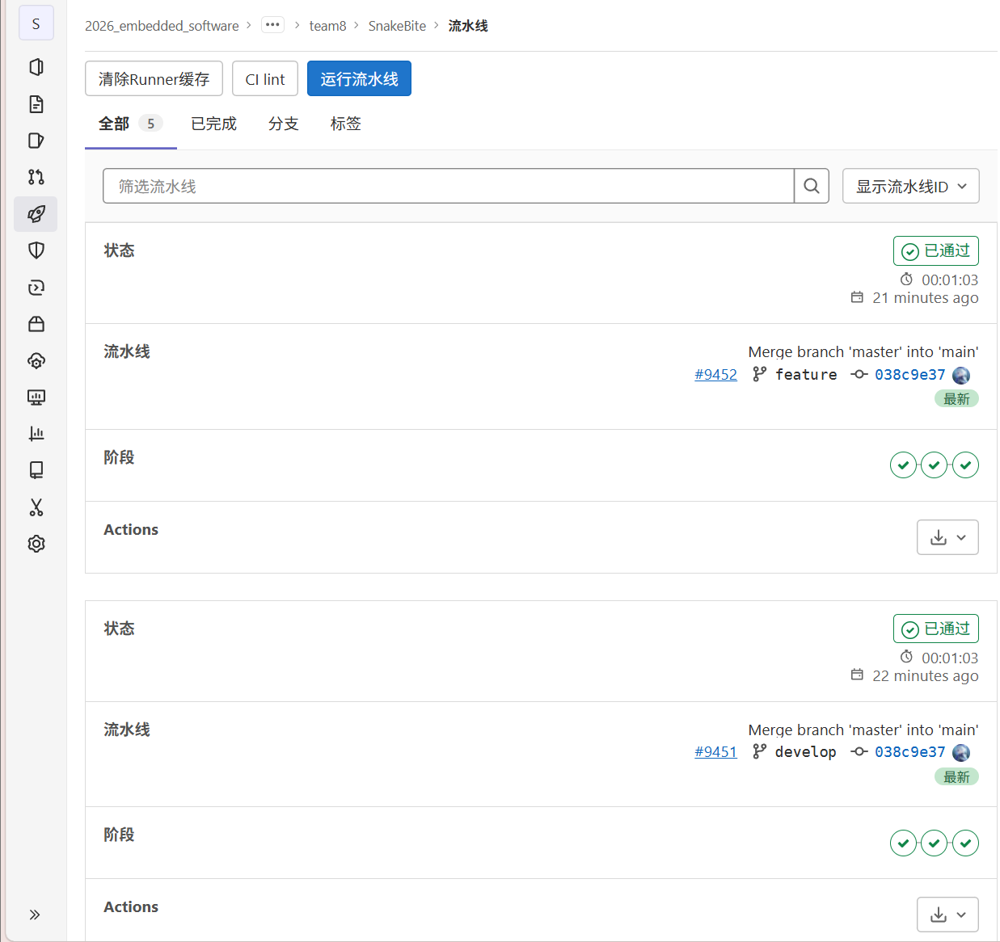 S
2026_embedded_software > ••• > team8 > SnakeBite > 流水线
清除Runner缓存 CI lint 运行流水线
全部 5 已完成 分支 标签
筛选流水线 显示流水线ID
状态 已通过
00:01:03
21 minutes ago
流水线 Merge branch 'master' into 'main'
#9452 feature 038c9e37
最新
阶段
Actions
状态 已通过
00:01:03
22 minutes ago
流水线 Merge branch 'master' into 'main'
#9451 develop 038c9e37
最新
阶段
Actions